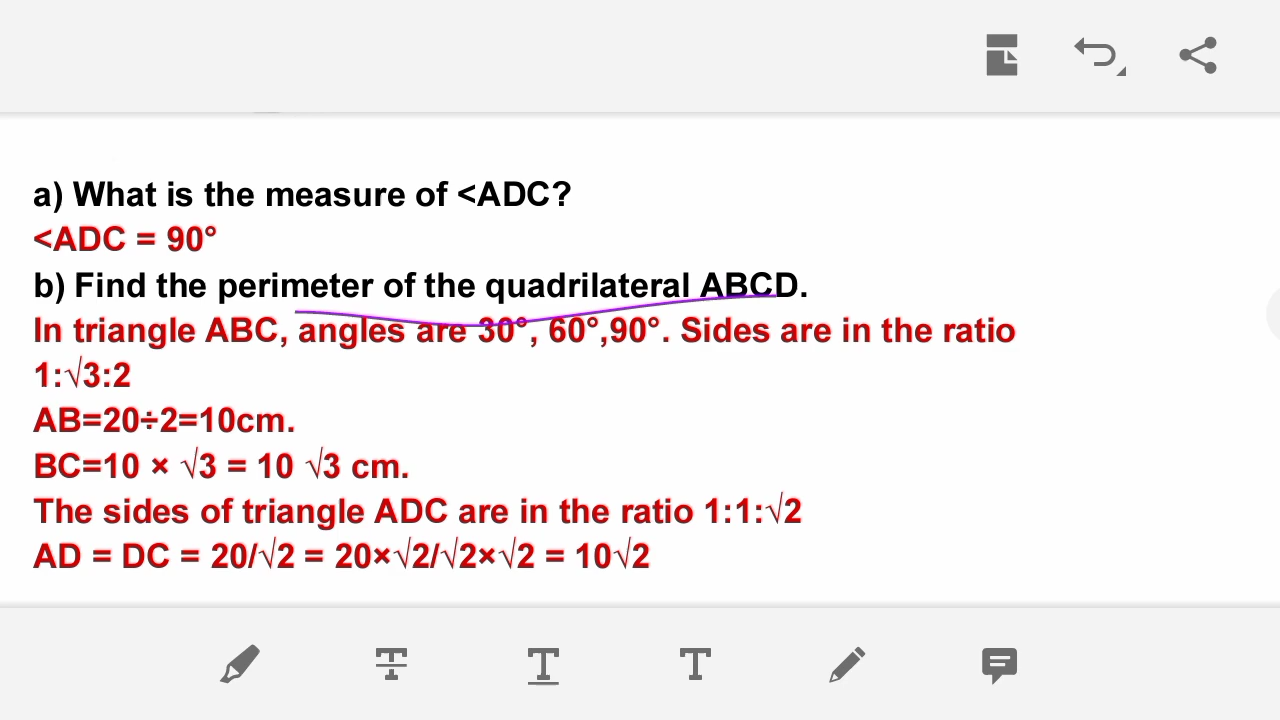 a) What is the measure of <ADC?
<ADC = 90°
b) Find the perimeter of the quadrilateral ABCD.
In triangle ABC, angles are 30°, 60°,90°. Sides are in the ratio
1:√3:2
AB=20÷2=10cm.
BC=10 × √3 = 10 √3 cm.
The sides of triangle ADC are in the ratio 1:1:√2
AD = DC = 20/√2 = 20×√2/√2×√2 = 10√2